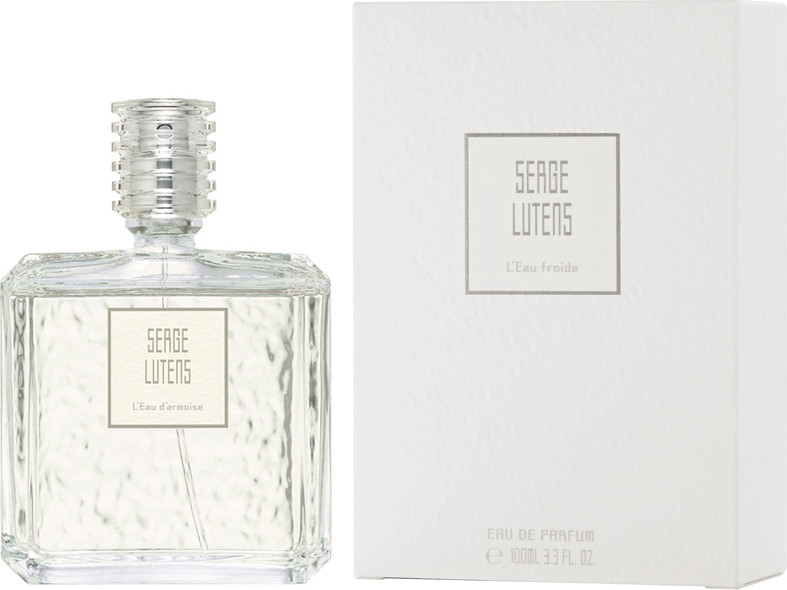 SERGE
LUTENS
L'Eau d'armoise
SERGE
LUTENS
L'Eau froide
EAU DE PARFUM
℮ 100ML 3.3 FL. OZ.